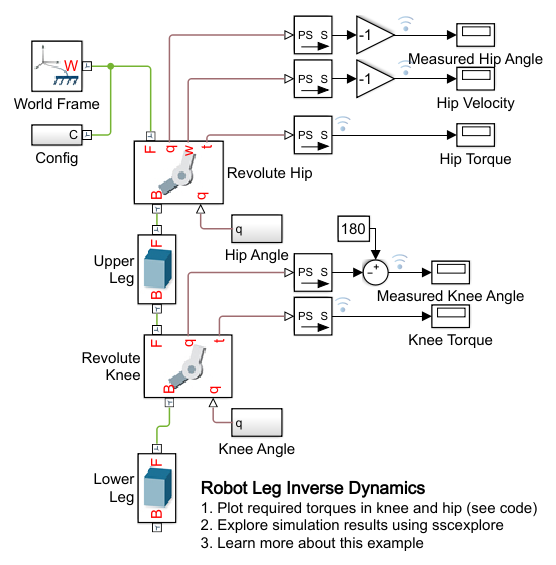 W
World Frame
C
Config
PS S
-1
Measured Hip Angle
PS S
-1
Hip Velocity
PS S
Hip Torque
F
q
w
t
B
q
Revolute Hip
q
Hip Angle
F
B
Upper
Leg
180
PS S
- +
Measured Knee Angle
PS S
Knee Torque
F
q
t
B
q
Revolute
Knee
q
Knee Angle
F
B
Lower
Leg
Robot Leg Inverse Dynamics
1. Plot required torques in knee and hip (see code)
2. Explore simulation results using sscexplore
3. Learn more about this example